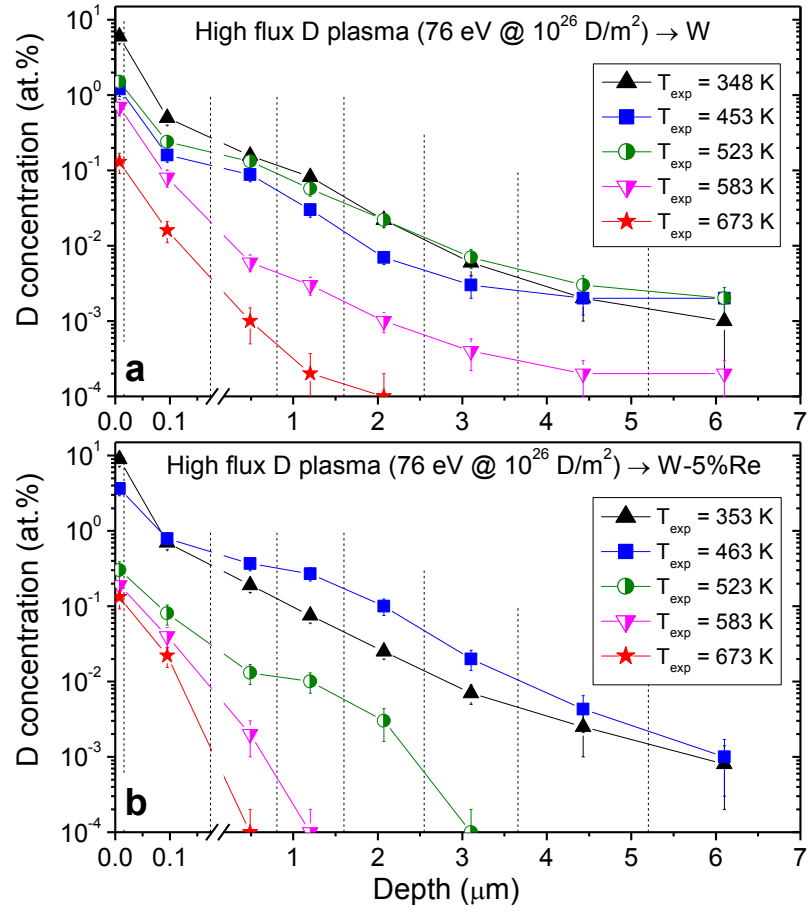 High flux D plasma (76 eV @ 10²⁶ D/m²) → W
D concentration (at.%)
10¹
10⁰
10⁻¹
10⁻²
10⁻³
10⁻⁴
T_exp = 348 K
T_exp = 453 K
T_exp = 523 K
T_exp = 583 K
T_exp = 673 K
a
0.0 0.1 1 2 3 4 5 6 7
High flux D plasma (76 eV @ 10²⁶ D/m²) → W-5%Re
D concentration (at.%)
10¹
10⁰
10⁻¹
10⁻²
10⁻³
10⁻⁴
T_exp = 353 K
T_exp = 463 K
T_exp = 523 K
T_exp = 583 K
T_exp = 673 K
b
0.0 0.1 1 2 3 4 5 6 7
Depth (μm)